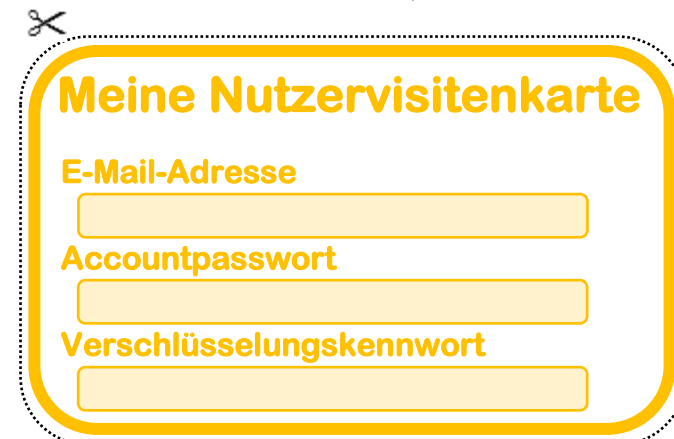 Meine Nutzervisitenkarte
E-Mail-Adresse
Accountpasswort
Verschlüsselungskennwort